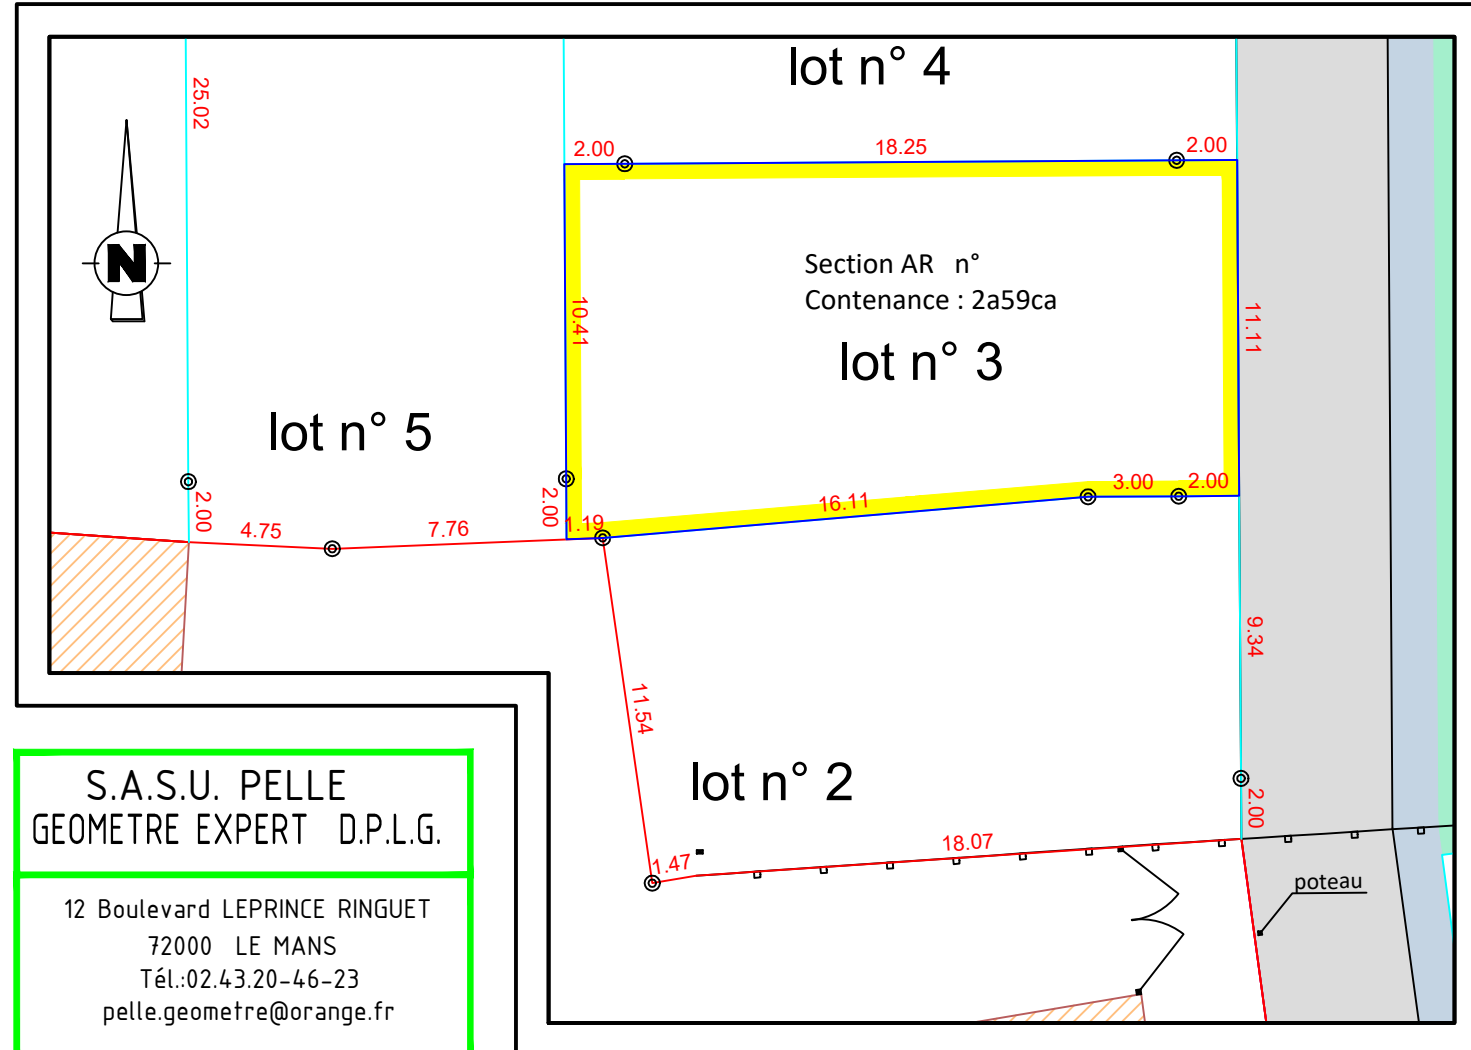 lot n° 4
25.02
2.00
18.25
2.00
N
Section AR n°
Contenance : 2a59ca
10.41
11.11
lot n° 3
lot n° 5
3.00
2.00
2.00
2.00
16.11
1.19
4.75
7.76
9.34
11.54
lot n° 2
2.00
18.07
1.47
poteau
S.A.S.U. PELLE
GEOMETRE EXPERT D.P.L.G.
12 Boulevard LEPRINCE RINGUET
72000 LE MANS
Tél.:02.43.20-46-23
pelle.geometre@orange.fr